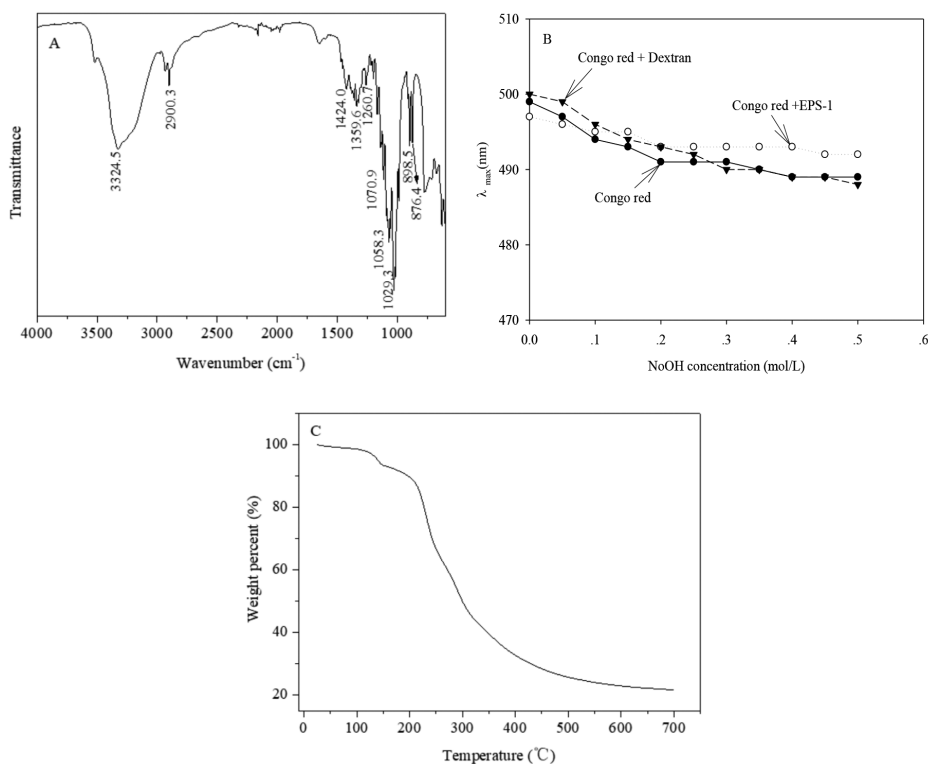 A
Transmittance
3324.5
2900.3
1424.0
1359.6
1260.7
1070.9
1058.3
1029.3
898.5
876.4
4000 3500 3000 2500 2000 1500 1000
Wavenumber (cm⁻¹)
B
510
500
490
480
470
λ max(nm)
Congo red + Dextran
Congo red +EPS-1
Congo red
0.0 .1 .2 .3 .4 .5 .6
NoOH concentration (mol/L)
C
100
80
60
40
20
Weight percent (%)
0 100 200 300 400 500 600 700
Temperature (℃)